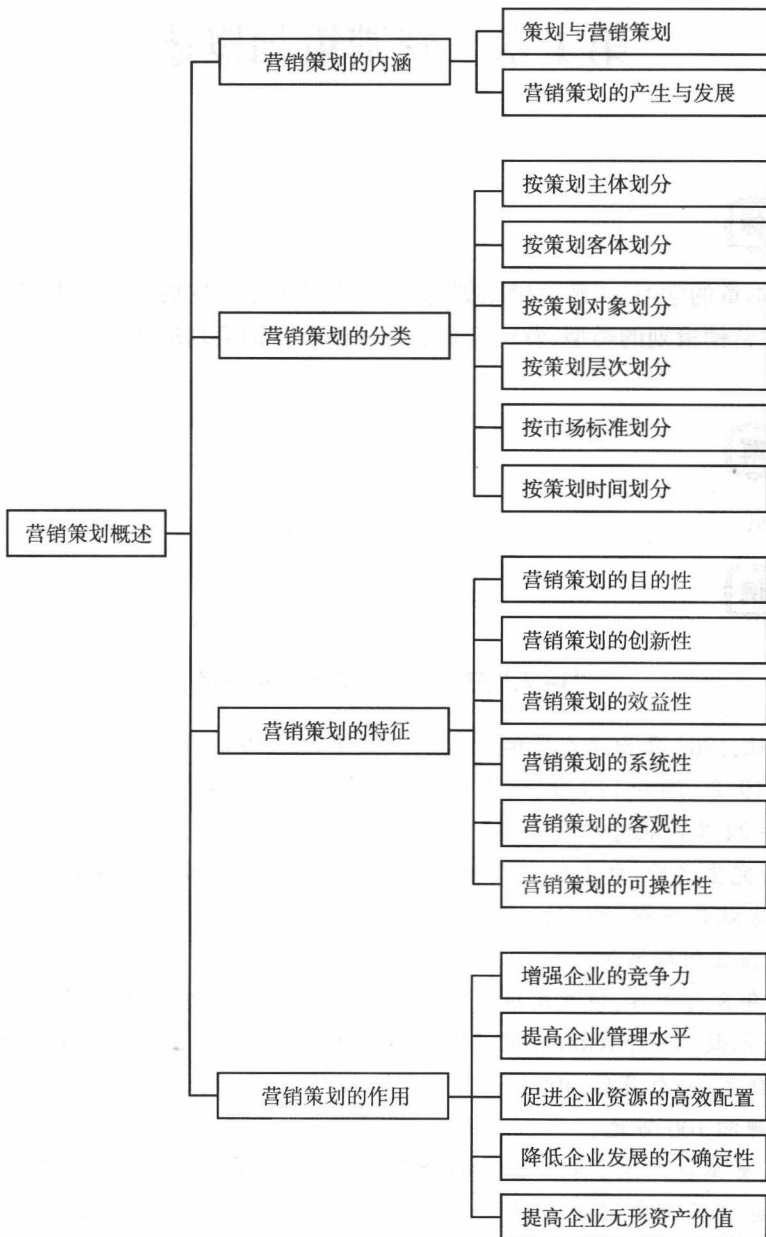 营销策划概述
营销策划的内涵
策划与营销策划
营销策划的产生与发展
营销策划的分类
按策划主体划分
按策划客体划分
按策划对象划分
按策划层次划分
按市场标准划分
按策划时间划分
营销策划的特征
营销策划的目的性
营销策划的创新性
营销策划的效益性
营销策划的系统性
营销策划的客观性
营销策划的可操作性
营销策划的作用
增强企业的竞争力
提高企业管理水平
促进企业资源的高效配置
降低企业发展的不确定性
提高企业无形资产价值